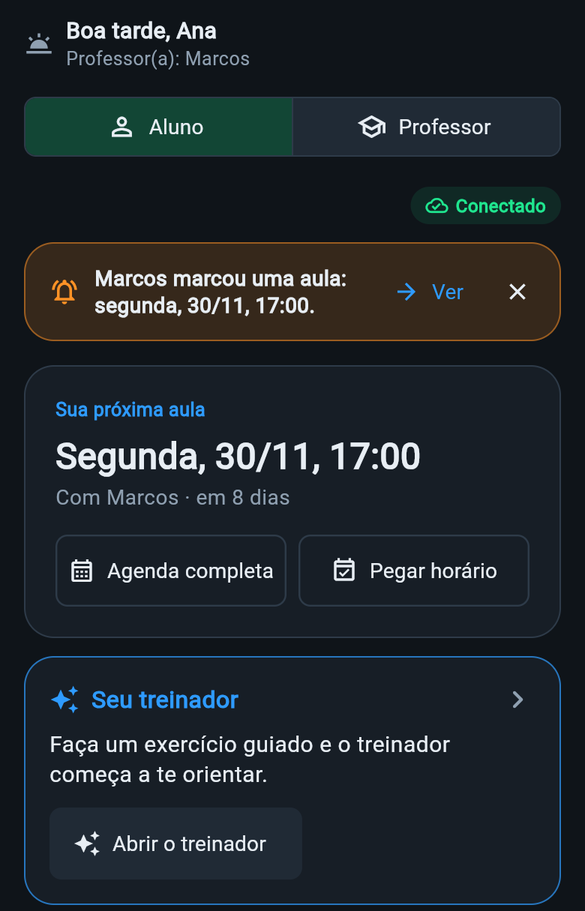 Boa tarde, Ana
Professor(a): Marcos
Aluno
Professor
Conectado
Marcos marcou uma aula:
segunda, 30/11, 17:00.
Ver
Sua próxima aula
Segunda, 30/11, 17:00
Com Marcos · em 8 dias
Agenda completa
Pegar horário
Seu treinador
Faça um exercício guiado e o treinador
começa a te orientar.
Abrir o treinador